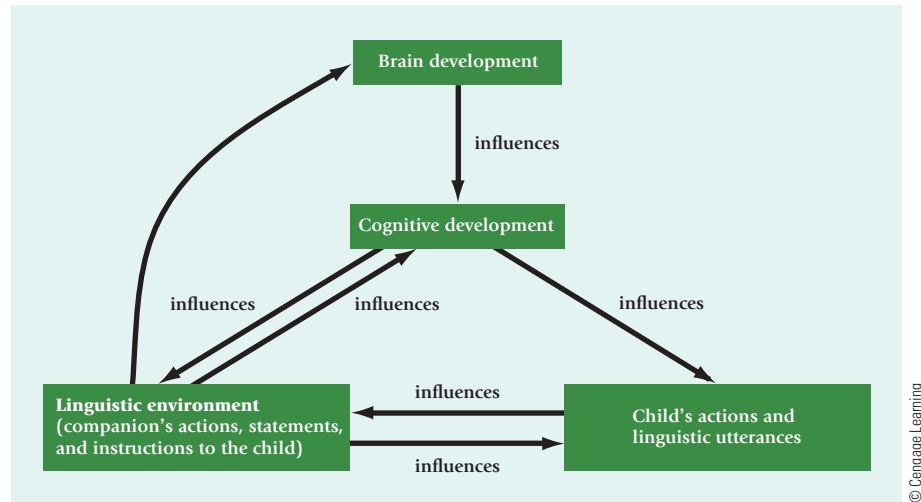 Brain development
influences
Cognitive development
influences
influences
influences
Linguistic environment
(companion's actions, statements,
and instructions to the child)
influences
influences
Child's actions and
linguistic utterances
© Cengage Learning